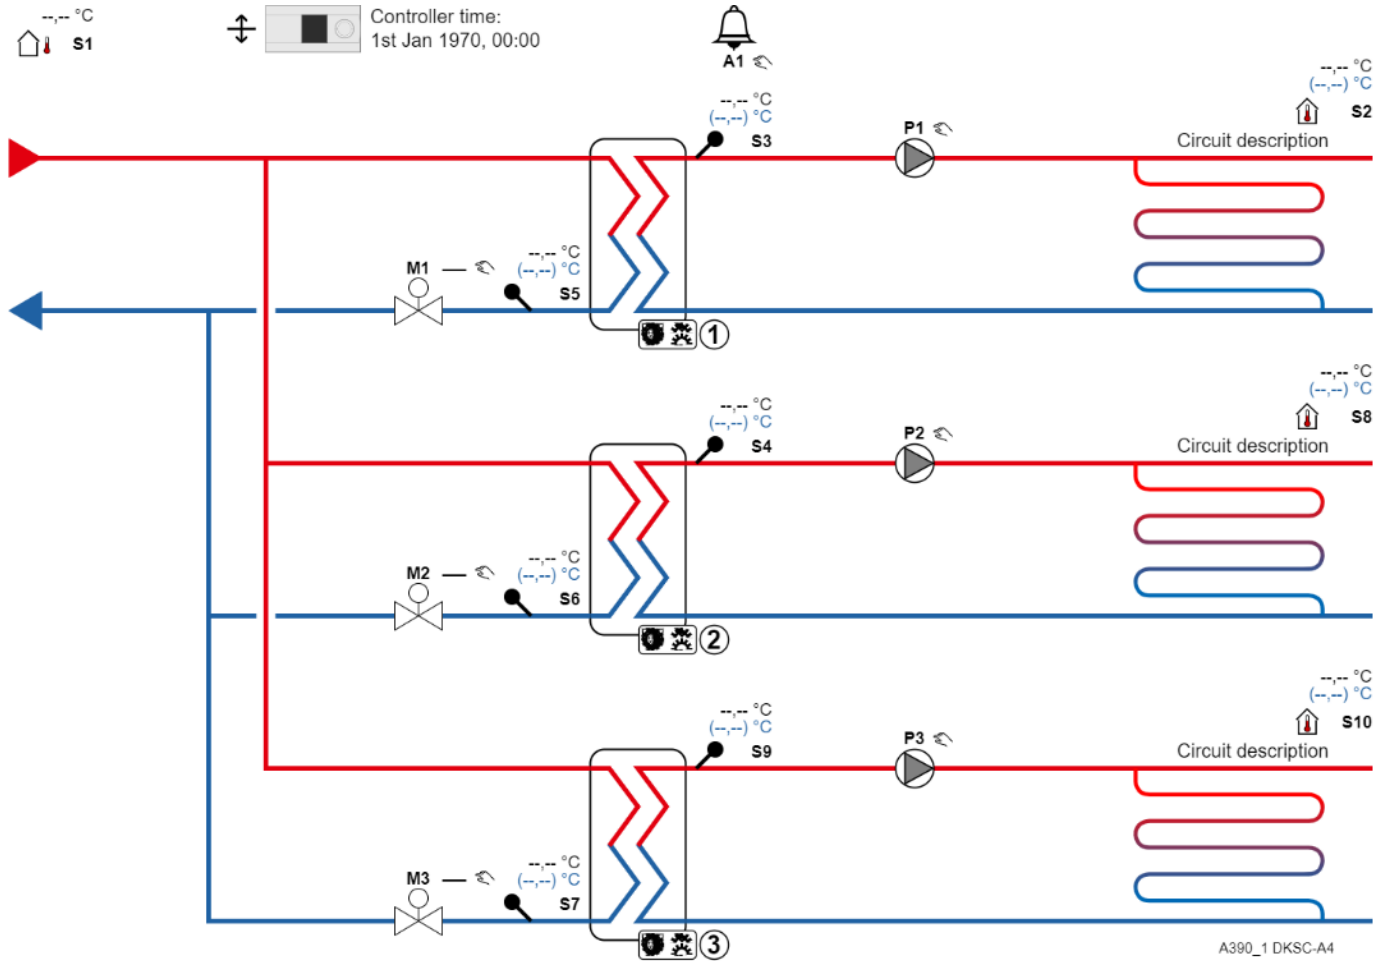 --,-- °C
S1
Controller time:
1st Jan 1970, 00:00
A1
--,-- °C
(--,--) °C
S3
P1
--,-- °C
(--,--) °C
S2
Circuit description
M1
--,-- °C
(--,--) °C
S5
1
--,-- °C
(--,--) °C
S4
P2
--,-- °C
(--,--) °C
S8
Circuit description
M2
--,-- °C
(--,--) °C
S6
2
--,-- °C
(--,--) °C
S9
P3
--,-- °C
(--,--) °C
S10
Circuit description
M3
--,-- °C
(--,--) °C
S7
3
A390_1 DKSC-A4